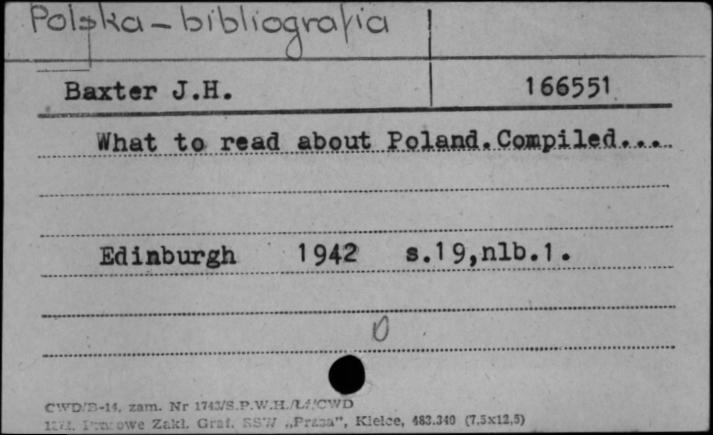 Polska - bibliografia
Baxter J.H. 166551
What to read about Poland. Compiled...
Edinburgh 1942 s.19,nlb.1.
0
CWD/B-14, zam. Nr 1743/S.P.W.H./Lf/CWD
Zakł. Graf. RSW „Prasa", Kielce, 483.340 (7,5x12,5)